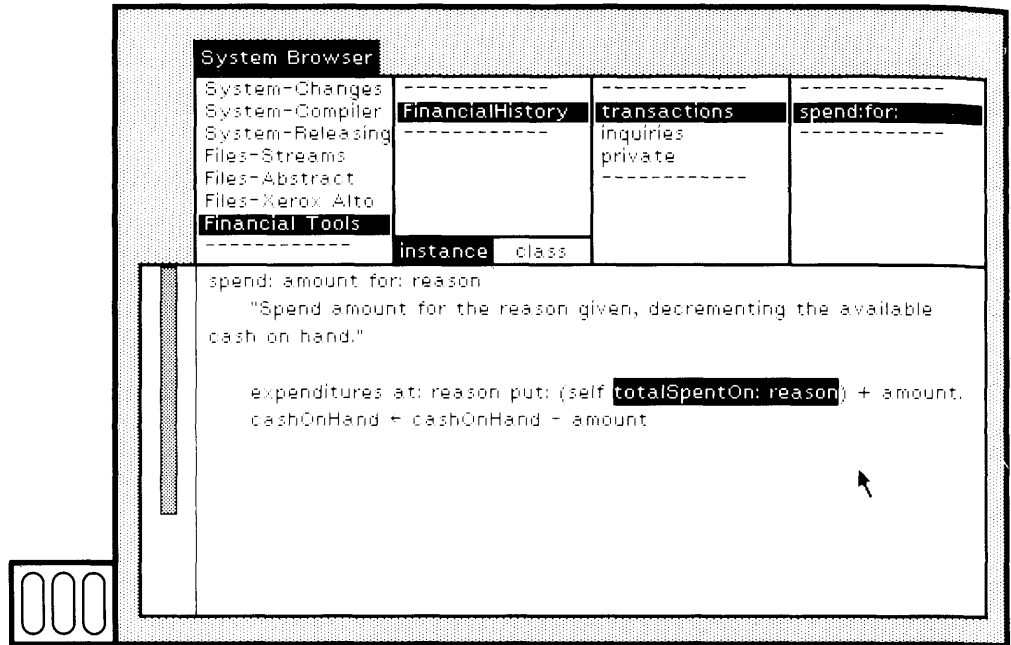 System Browser
System-Changes
System-Compiler
System-Releasing
Files-Streams
Files-Abstract
Files-Xerox Alto
Financial Tools
------------
------------
FinancialHistory
------------
instance class
------------
transactions
inquiries
private
------------
------------
spend:for:
------------
spend: amount for: reason
"Spend amount for the reason given, decrementing the available
cash on hand."
expenditures at: reason put: (self totalSpentOn: reason) + amount.
cashOnHand ← cashOnHand - amount